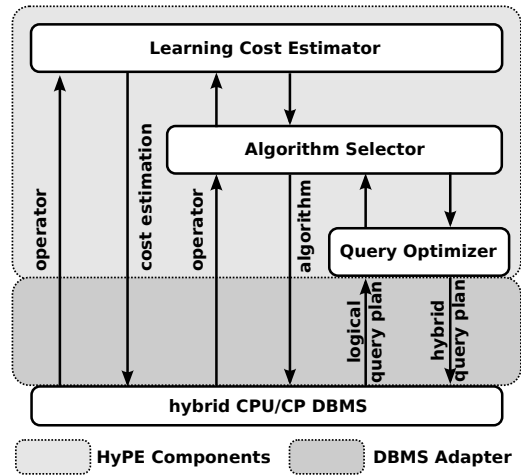 Learning Cost Estimator
Algorithm Selector
Query Optimizer
operator
cost estimation
operator
algorithm
logical
query plan
hybrid
query plan
hybrid CPU/CP DBMS
HyPE Components
DBMS Adapter